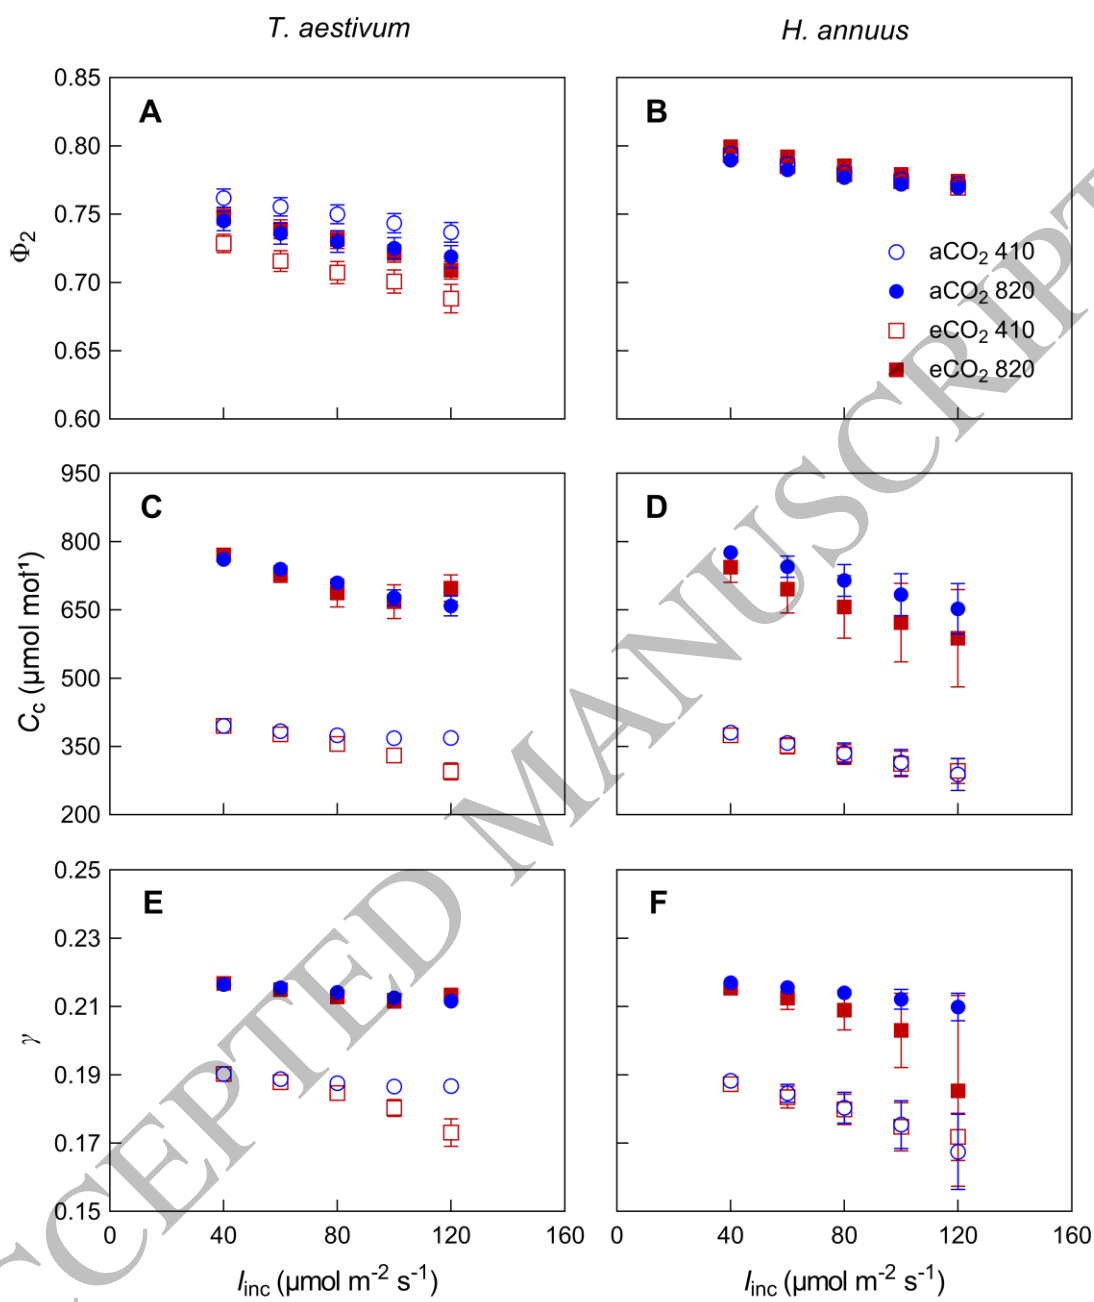 T. aestivum H. annuus
A B
0.85
0.80
0.75
0.70
0.65
0.60
Φ2
aCO2 410
aCO2 820
eCO2 410
eCO2 820
C D
950
800
650
500
350
200
Cc (µmol mol¹)
E F
0.25
0.23
0.21
0.19
0.17
0.15
γ
0 40 80 120 160 0 40 80 120 160
Iinc (µmol m-2 s-1) Iinc (µmol m-2 s-1)
CCEPTED MANUSCRIPT